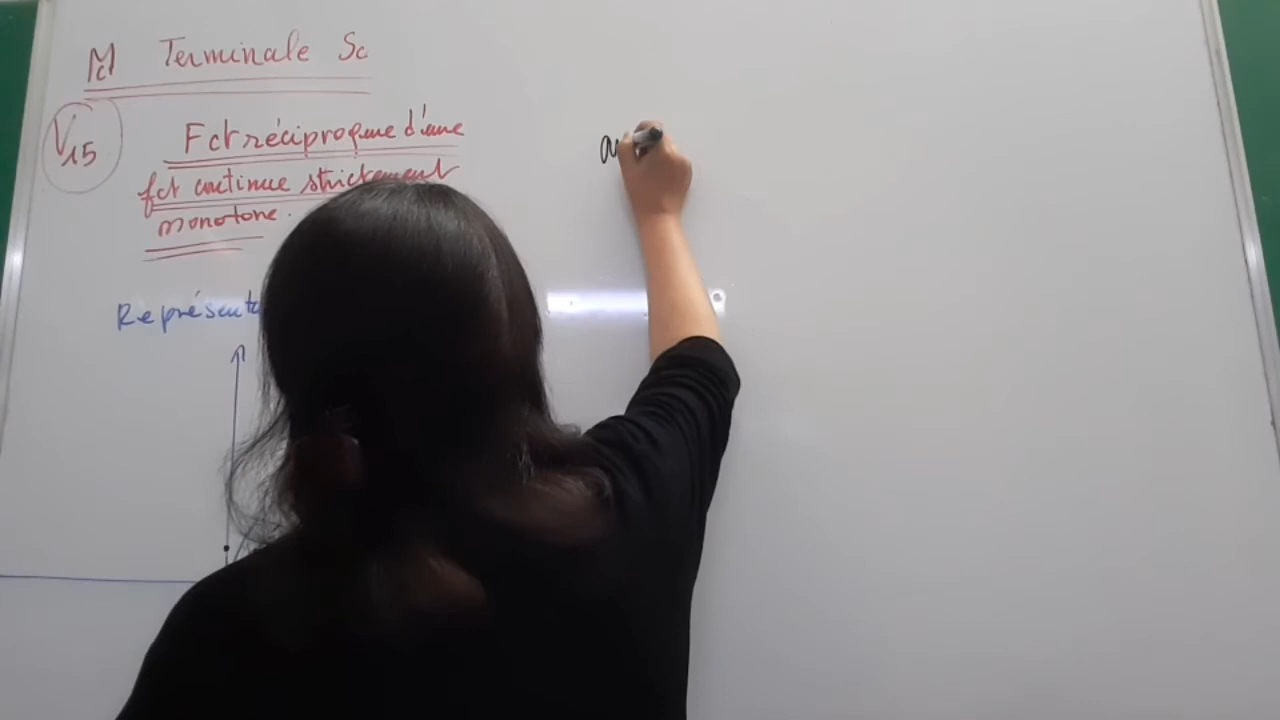 Terminale Sc
V15
Fct réciproque d'une
fct continue strictement
monotone.